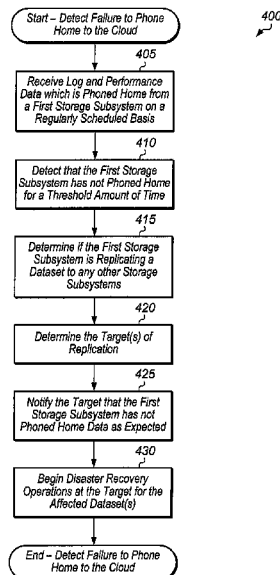 400
Start – Detect Failure to Phone
Home to the Cloud
405
Receive Log and Performance
Data which is Phoned Home from
a First Storage Subsystem on a
Regularly Scheduled Basis
410
Detect that the First Storage
Subsystem has not Phoned Home
for a Threshold Amount of Time
415
Determine if the First Storage
Subsystem is Replicating a
Dataset to any other Storage
Subsystems
420
Determine the Target(s) of
Replication
425
Notify the Target that the First
Storage Subsystem has not
Phoned Home Data as Expected
430
Begin Disaster Recovery
Operations at the Target for the
Affected Dataset(s)
End – Detect Failure to Phone
Home to the Cloud